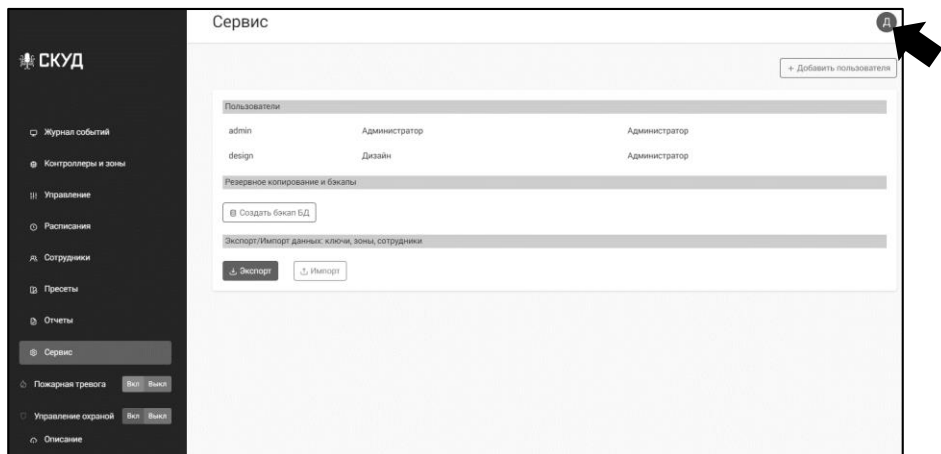 Сервис
Д
СКУД
+ Добавить пользователя
Пользователи
admin Администратор Администратор
design Дизайн Администратор
Резервное копирование и бэкапы
Создать бэкап БД
Экспорт/Импорт данных: ключи, зоны, сотрудники
Экспорт Импорт
Журнал событий
Контроллеры и зоны
Управление
Расписания
Сотрудники
Пресеты
Отчеты
Сервис
Пожарная тревога Вкл Выкл
Управление охраной Вкл Выкл
Описание